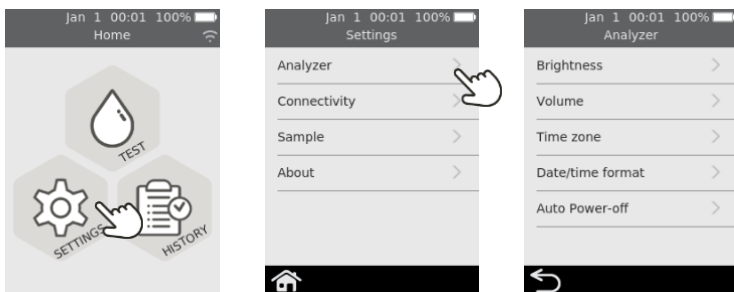 Jan 1 00:01 100%
Home
TEST
SETTINGS
HISTORY
Jan 1 00:01 100%
Settings
Analyzer
Connectivity
Sample
About
Jan 1 00:01 100%
Analyzer
Brightness
Volume
Time zone
Date/time format
Auto Power-off